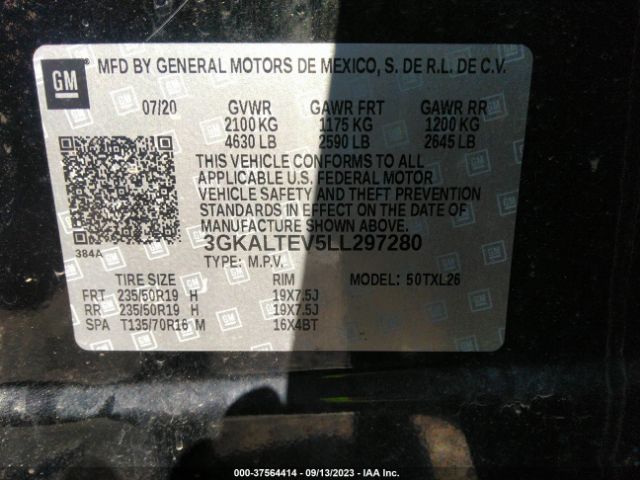 GM ® MFD BY GENERAL MOTORS DE MEXICO, S. DE R.L. DE C.V.
07/20 GVWR GAWR FRT GAWR RR
2100 KG 1175 KG 1200 KG
4630 LB 2590 LB 2645 LB
THIS VEHICLE CONFORMS TO ALL
APPLICABLE U.S. FEDERAL MOTOR
VEHICLE SAFETY AND THEFT PREVENTION
STANDARDS IN EFFECT ON THE DATE OF
MANUFACTURE SHOWN ABOVE.
384A 3GKALTEV5LL297280
TYPE: M.P.V.
TIRE SIZE RIM MODEL: 50TXL26
FRT 235/50R19 H 19X7.5J
RR 235/50R19 H 19X7.5J
SPA T135/70R16 M 16X4BT
000-37564414 - 09/13/2023 - IAA Inc.